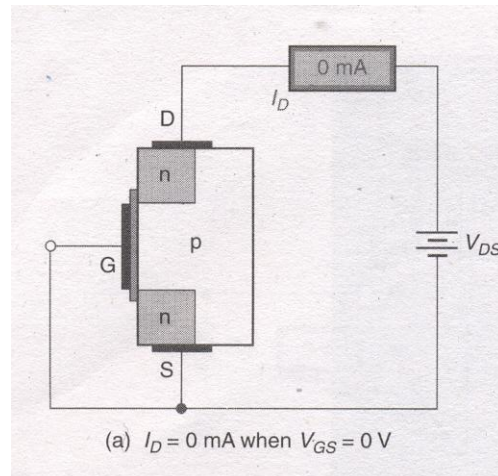 0 mA
I_D
D
n
p
G
V_DS
n
S
(a) I_D = 0 mA when V_GS = 0 V